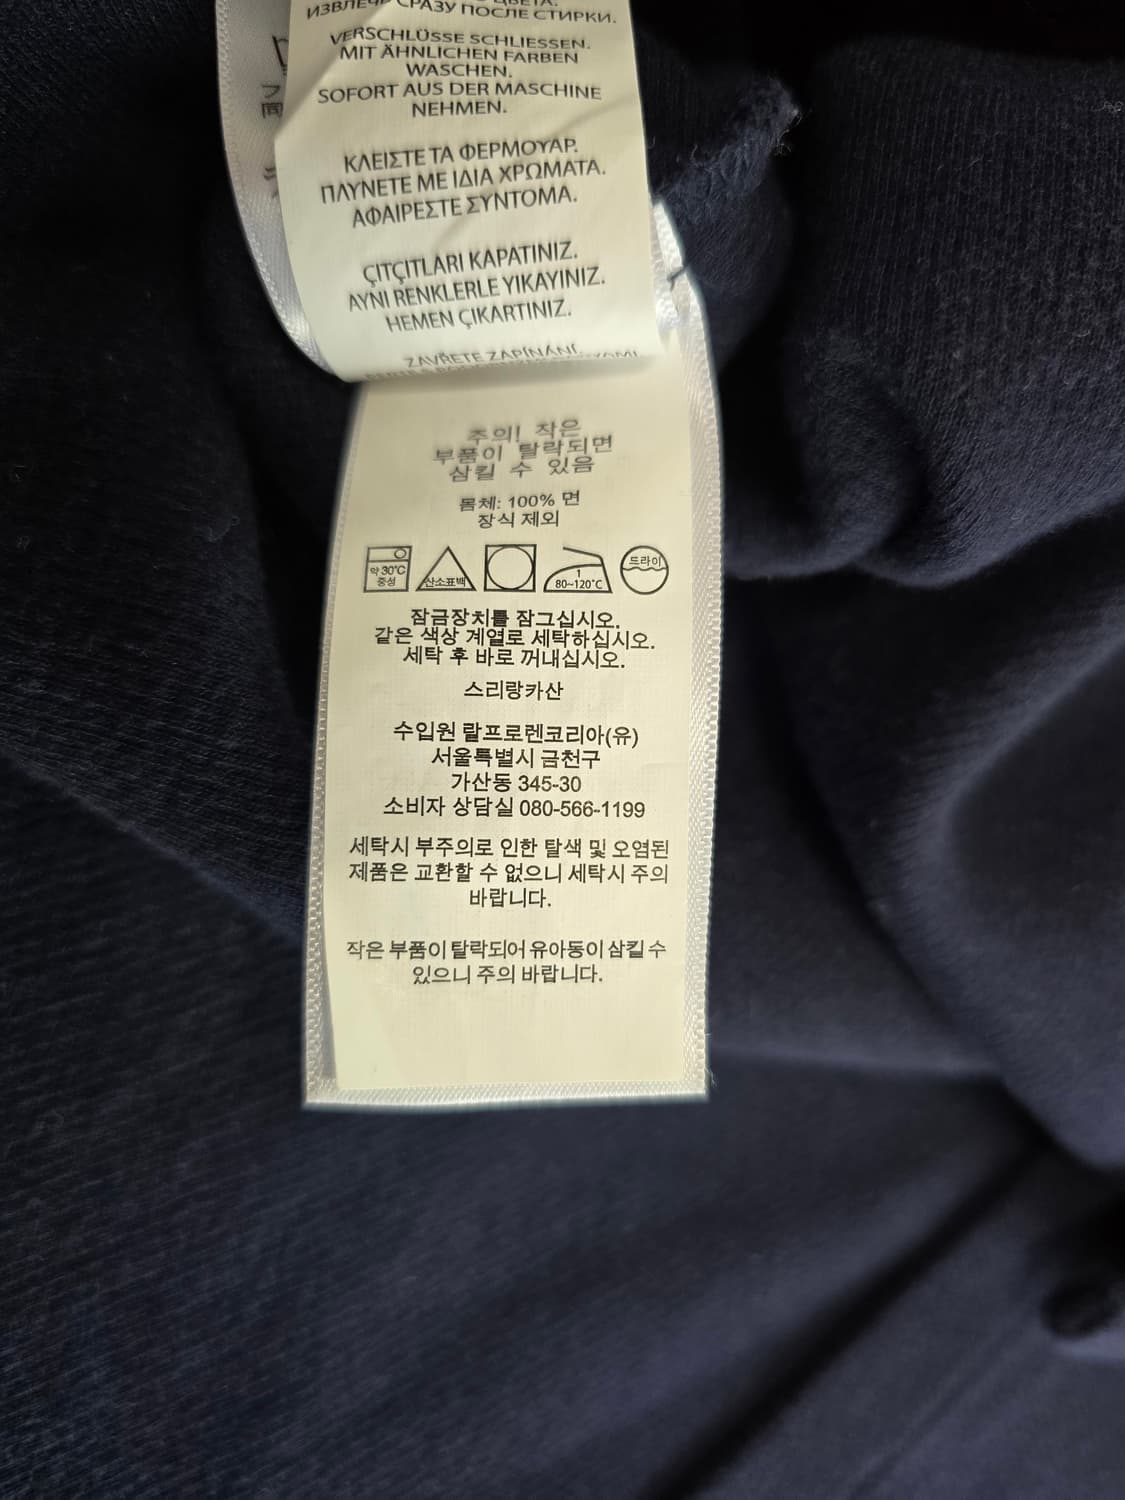 ИЗВЛЕЧЬ СРАЗУ ПОСЛЕ СТИРКИ.
VERSCHLÜSSE SCHLIESSEN.
MIT ÄHNLICHEN FARBEN
WASCHEN.
SOFORT AUS DER MASCHINE
NEHMEN.
ΚΛΕΙΣΤΕ ΤΑ ΦΕΡΜΟΥΑΡ.
ΠΛΥΝΕΤΕ ΜΕ ΙΔΙΑ ΧΡΩΜΑΤΑ.
ΑΦΑΙΡΕΣΤΕ ΣΥΝΤΟΜΑ.
ÇITÇITLARI KAPATINIZ.
AYNI RENKLERLE YIKAYINIZ.
HEMEN ÇIKARTINIZ.
ZAVŘETE ZAPÍNÁNÍ.
주의! 작은
부품이 탈락되면
삼킬 수 있음
몸체: 100% 면
장식 제외
약 30°C
중성
산소표백
1
80~120°C
드라이
잠금장치를 잠그십시오.
같은 색상 계열로 세탁하십시오.
세탁 후 바로 꺼내십시오.
스리랑카산
수입원 랄프로렌코리아(유)
서울특별시 금천구
가산동 345-30
소비자 상담실 080-566-1199
세탁시 부주의로 인한 탈색 및 오염된
제품은 교환할 수 없으니 세탁시 주의
바랍니다.
작은 부품이 탈락되어 유아동이 삼킬 수
있으니 주의 바랍니다.